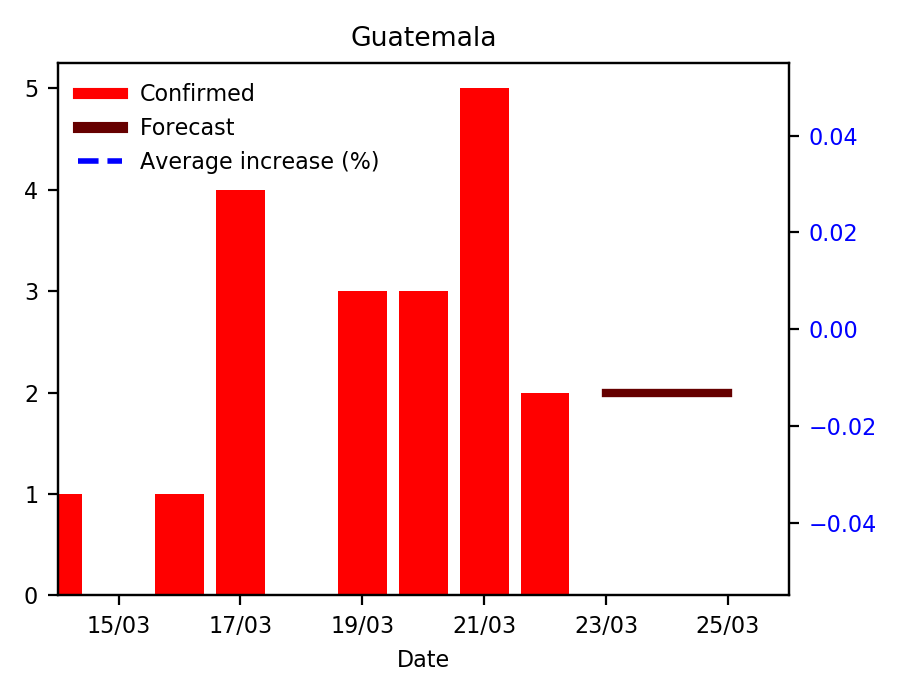 Guatemala
Confirmed
Forecast
Average increase (%)
5
4
3
2
1
0
0.04
0.02
0.00
−0.02
−0.04
15/03 17/03 19/03 21/03 23/03 25/03
Date